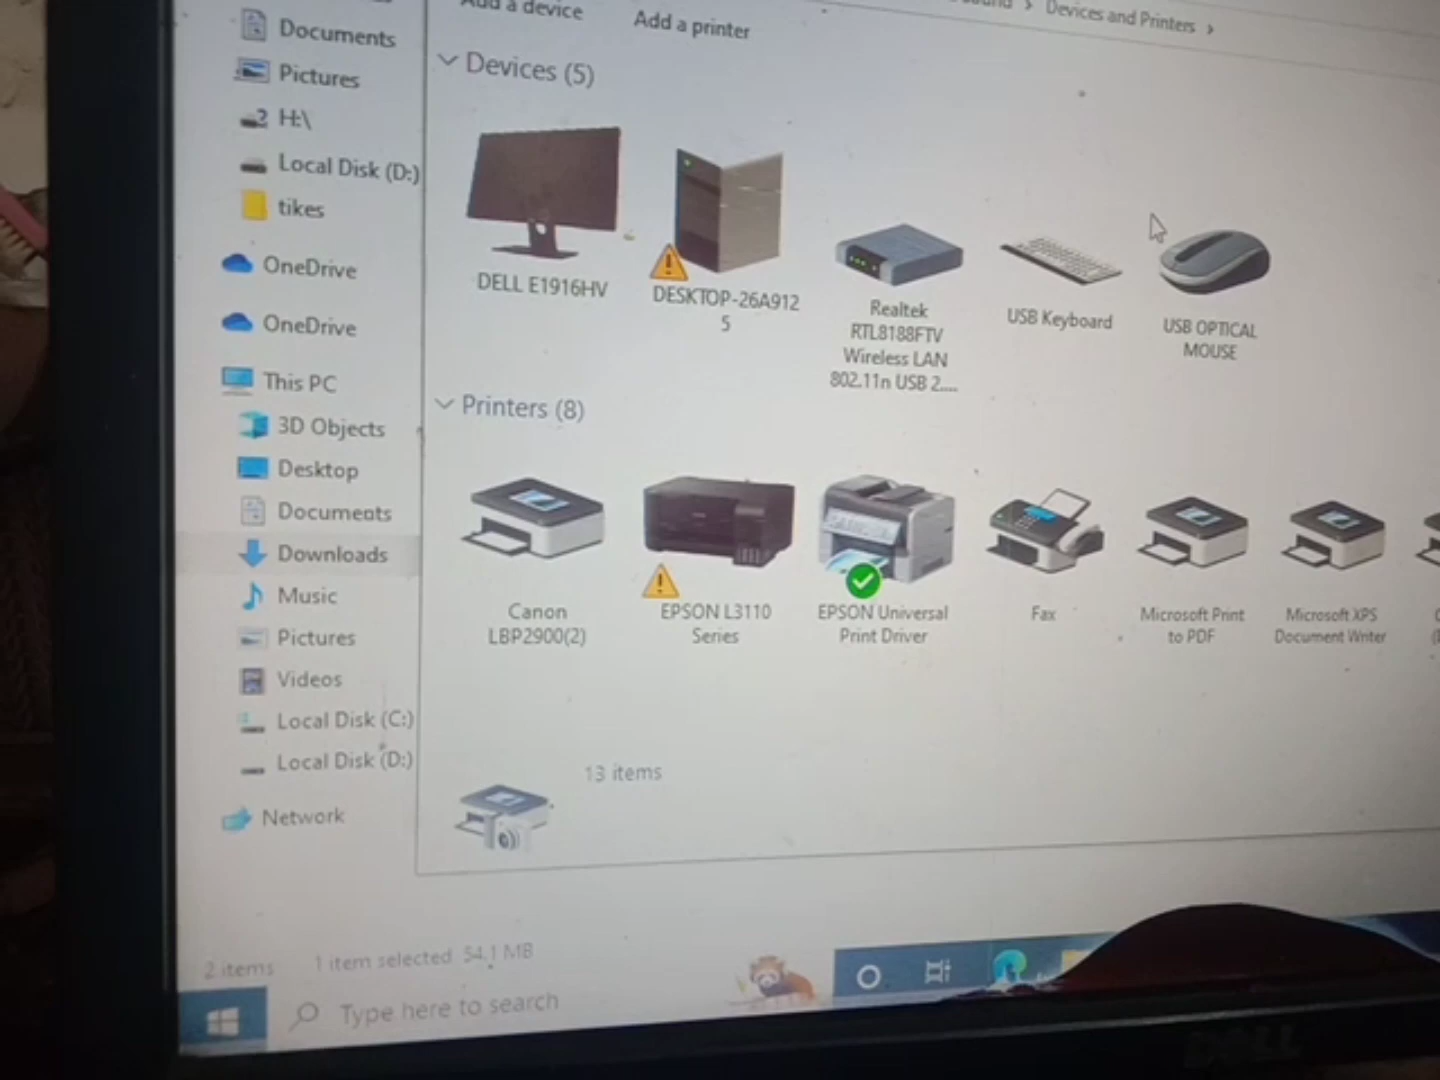 Add a device
Add a printer
Devices and Printers
Documents
Pictures
H:\
Local Disk (D:)
tikes
OneDrive
OneDrive
This PC
3D Objects
Desktop
Documents
Downloads
Music
Pictures
Videos
Local Disk (C:)
Local Disk (D:)
Network
Devices (5)
DELL E1916HV
DESKTOP-26A912
5
Realtek
RTL8188FTV
Wireless LAN
802.11n USB 2....
USB Keyboard
USB OPTICAL
MOUSE
Printers (8)
Canon
LBP2900(2)
EPSON L3110
Series
EPSON Universal
Print Driver
Fax
Microsoft Print
to PDF
Microsoft XPS
Document Writer
13 items
2 items
1 item selected 54.1 MB
Type here to search
DELL